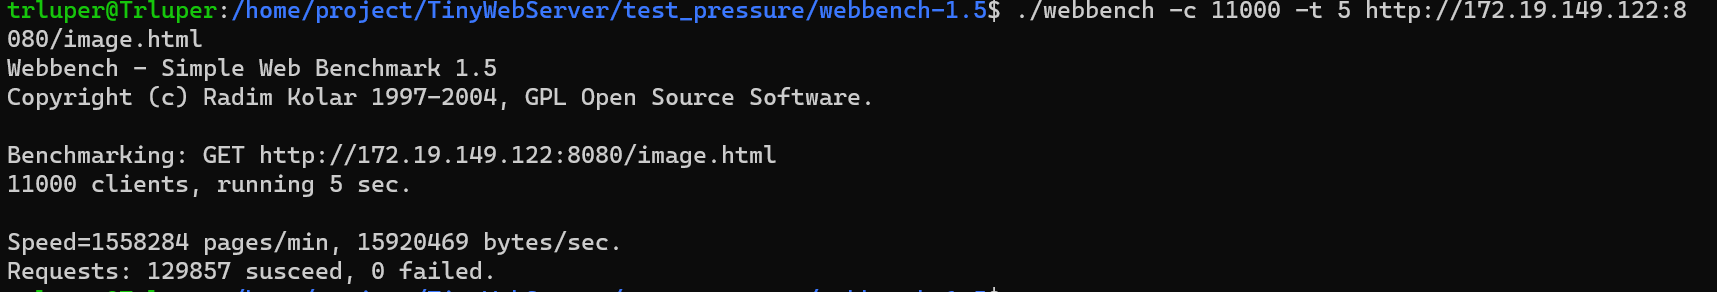 trluper@Trluper:/home/project/TinyWebServer/test_pressure/webbench-1.5$ ./webbench -c 11000 -t 5 http://172.19.149.122:8
080/image.html
Webbench - Simple Web Benchmark 1.5
Copyright (c) Radim Kolar 1997-2004, GPL Open Source Software.
Benchmarking: GET http://172.19.149.122:8080/image.html
11000 clients, running 5 sec.
Speed=1558284 pages/min, 15920469 bytes/sec.
Requests: 129857 susceed, 0 failed.